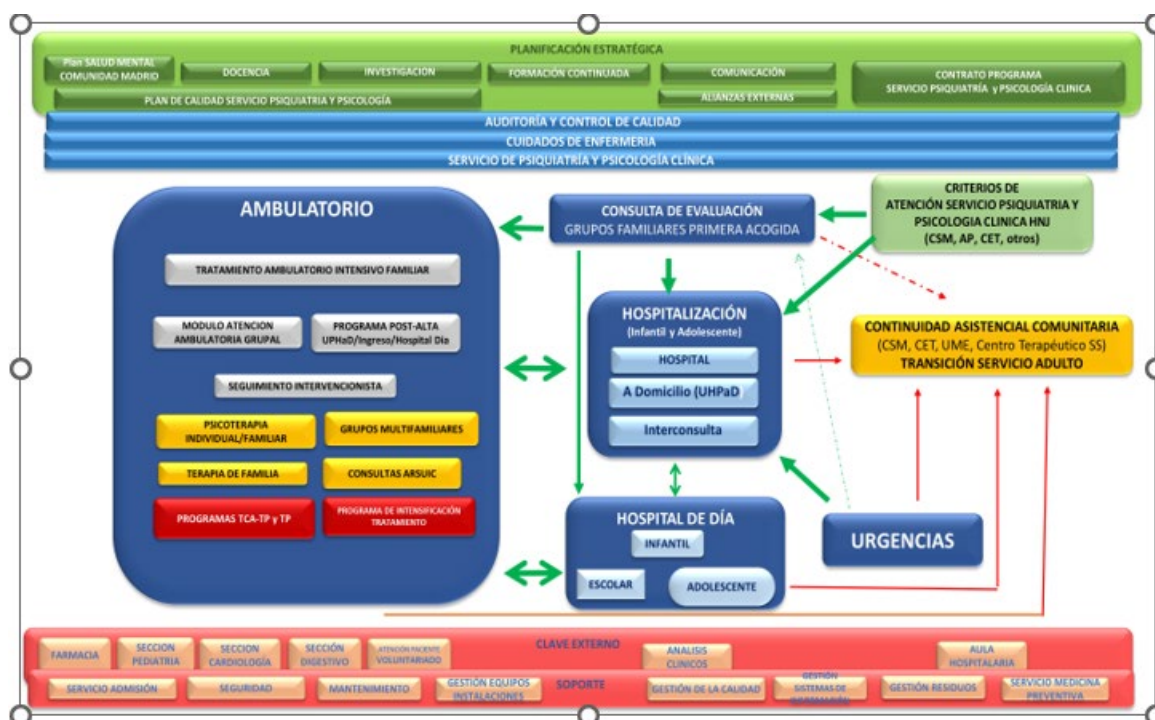 PLANIFICACIÓN ESTRATÉGICA
Plan SALUD MENTAL
COMUNIDAD MADRID
DOCENCIA
INVESTIGACION
FORMACIÓN CONTINUADA
COMUNICACIÓN
CONTRATO PROGRAMA
SERVICIO PSIQUIATRÍA y PSICOLOGÍA CLINICA
PLAN DE CALIDAD SERVICIO PSIQUIATRIA Y PSICOLOGÍA
ALIANZAS EXTERNAS
AUDITORÍA Y CONTROL DE CALIDAD
CUIDADOS DE ENFERMERIA
SERVICIO DE PSIQUIATRÍA Y PSICOLOGÍA CLÍNICA
AMBULATORIO
TRATAMIENTO AMBULATORIO INTENSIVO FAMILIAR
MODULO ATENCION
AMBULATORIA GRUPAL
PROGRAMA POST-ALTA
UPHaD/Ingreso/Hospital Día
SEGUIMIENTO INTERVENCIONISTA
PSICOTERAPIA
INDIVIDUAL/FAMILIAR
GRUPOS MULTIFAMILIARES
TERAPIA DE FAMILIA
CONSULTAS ARSUIC
PROGRAMAS TCA-TP y TP
PROGRAMA DE INTENSIFICACIÓN
TRATAMIENTO
CONSULTA DE EVALUACIÓN
GRUPOS FAMILIARES PRIMERA ACOGIDA
CRITERIOS DE
ATENCIÓN SERVICIO PSIQUIATRIA Y
PSICOLOGIA CLINICA HNJ
(CSM, AP, CET, otros)
HOSPITALIZACIÓN
(Infantil y Adolescente)
HOSPITAL
A Domicilio (UHPaD
Interconsulta
CONTINUIDAD ASISTENCIAL COMUNITARIA
(CSM, CET, UME, Centro Terapéutico SS)
TRANSICIÓN SERVICIO ADULTO
HOSPITAL DE DÍA
INFANTIL
ESCOLAR
ADOLESCENTE
URGENCIAS
CLAVE EXTERNO
FARMACIA
SECCION
PEDIATRIA
SECCION
CARDIOLOGÍA
SECCIÓN
DIGESTIVO
ATENCIÓN PACIENTE
VOLUNTARIADO
ANALISIS
CLINICOS
AULA
HOSPITALARIA
SOPORTE
SERVICIO ADMISIÓN
SEGURIDAD
MANTENIMIENTO
GESTIÓN EQUIPOS
INSTALACIONES
GESTIÓN DE LA CALIDAD
GESTIÓN
SISTEMAS DE
INFORMACIÓN
GESTIÓN RESIDUOS
SERVICIO MEDICINA
PREVENTIVA